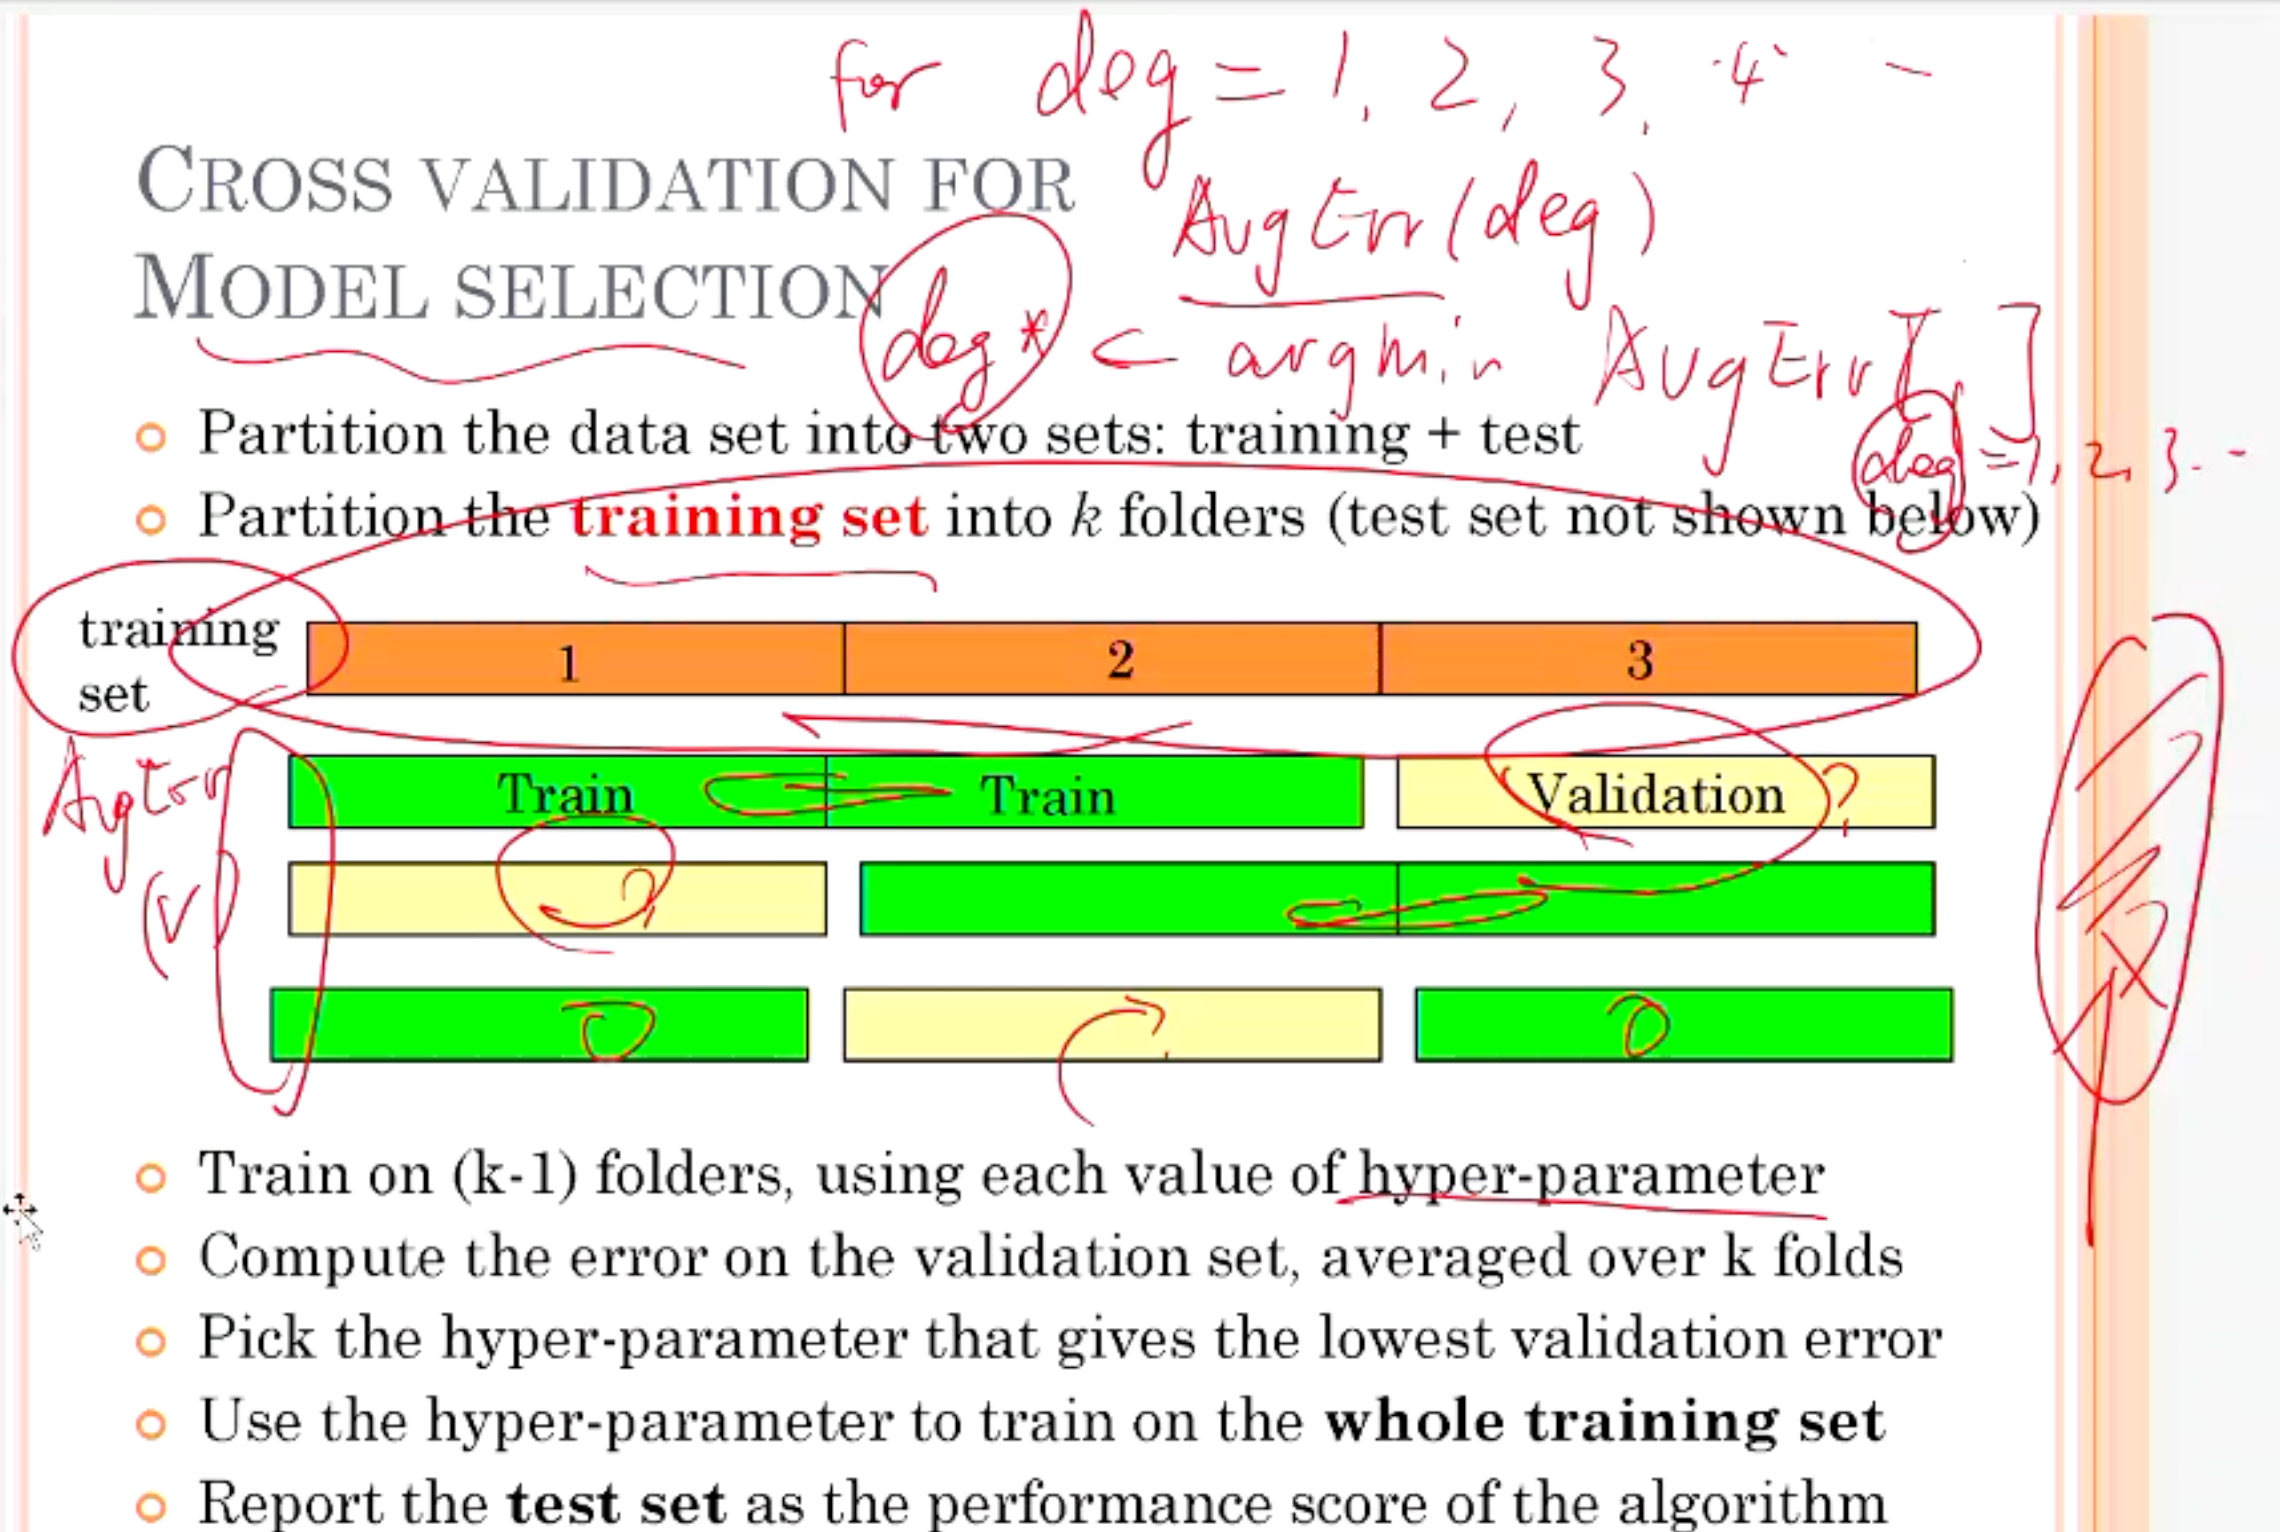 for deg = 1, 2, 3, 4 -
CROSS VALIDATION FOR
AvgErr(deg)
MODEL SELECTION
deg* ← argmin AvgErr[ ]
deg = 1, 2, 3 . -
Partition the data set into two sets: training + test
Partition the training set into k folders (test set not shown below)
training
set
1 2 3
AvgErr
Train Train Validation ?
?
?
Train on (k-1) folders, using each value of hyper-parameter
Compute the error on the validation set, averaged over k folds
Pick the hyper-parameter that gives the lowest validation error
Use the hyper-parameter to train on the whole training set
Report the test set as the performance score of the algorithm